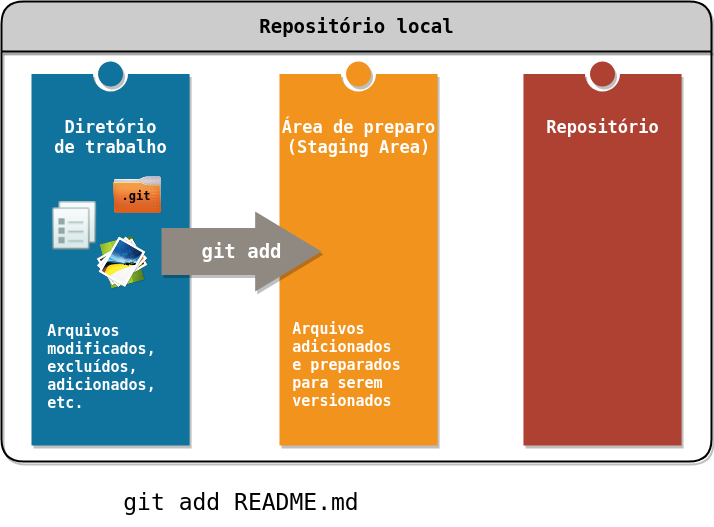 Repositório local
Diretório
de trabalho
.git
Arquivos
modificados,
excluídos,
adicionados,
etc.
git add
Área de preparo
(Staging Area)
Arquivos
adicionados
e preparados
para serem
versionados
Repositório
git add README.md